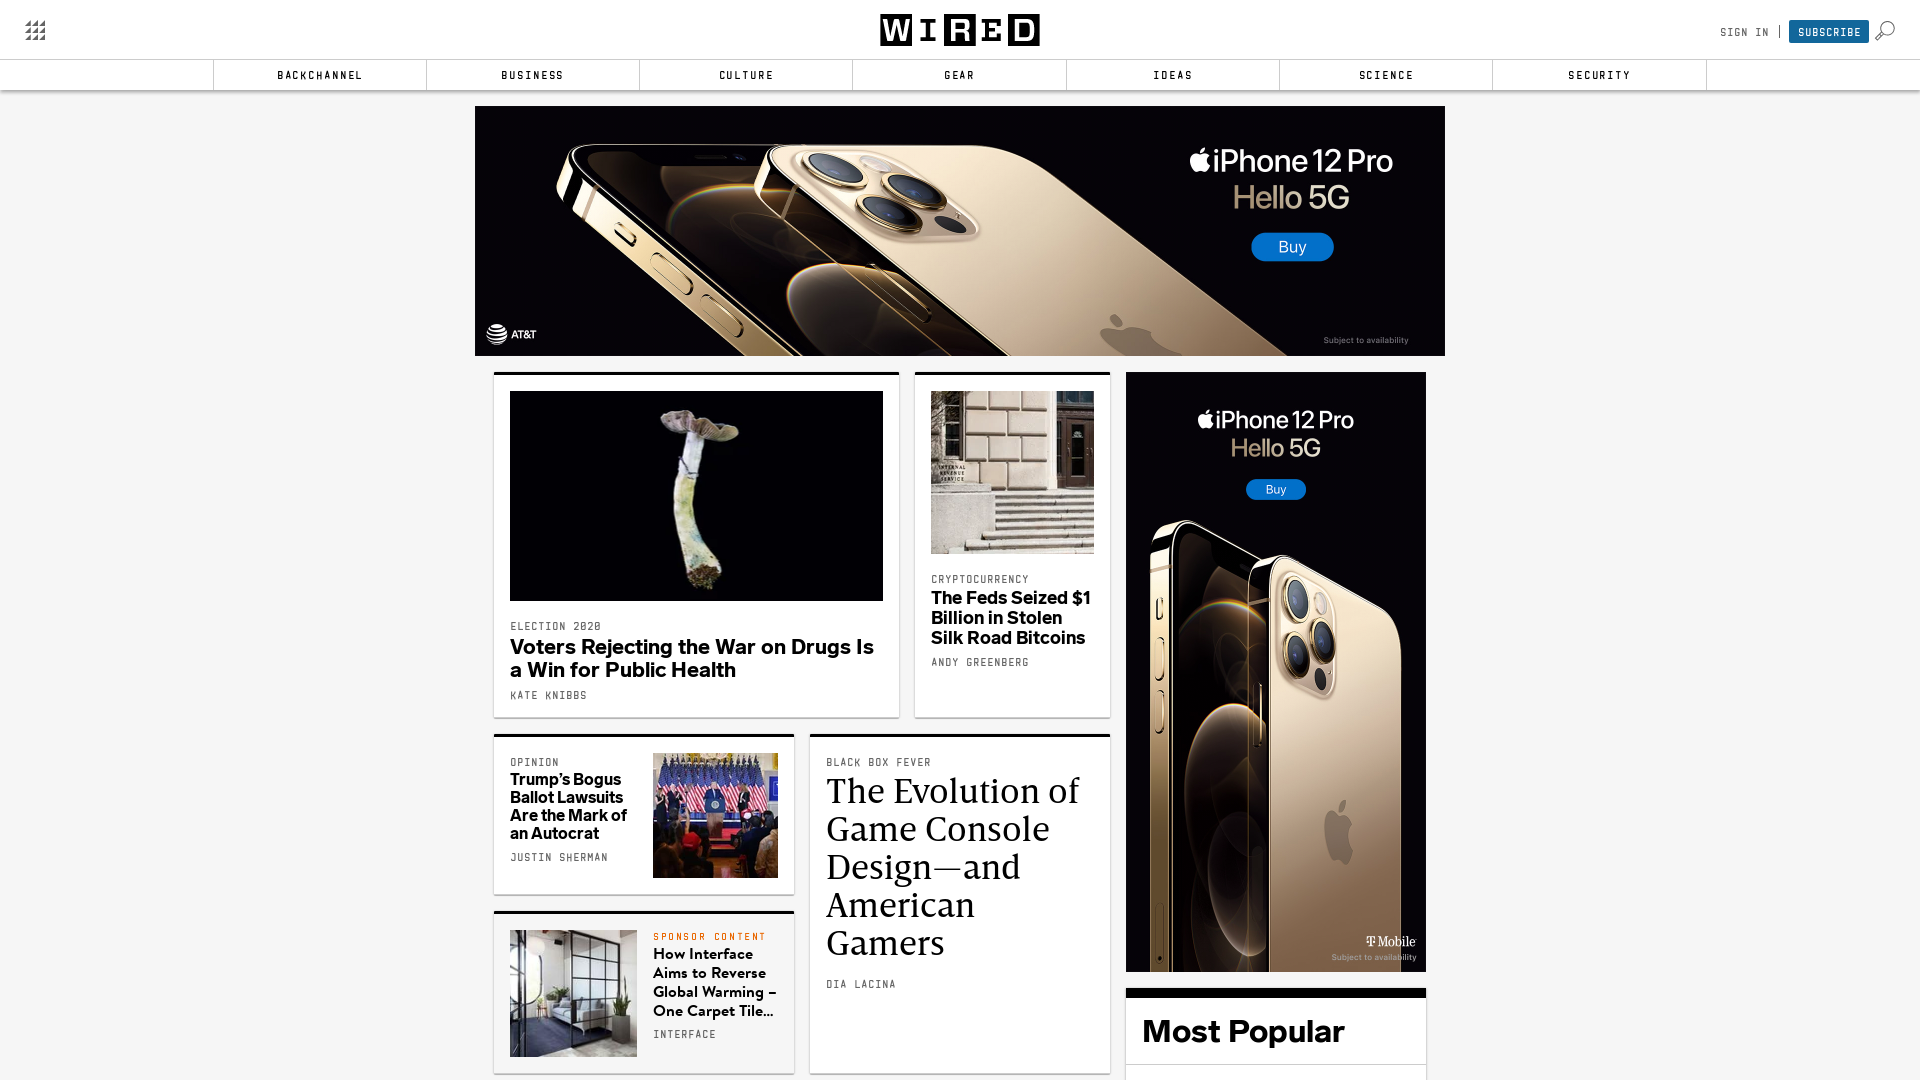 WIRED
SIGN IN
SUBSCRIBE
BACKCHANNEL
BUSINESS
CULTURE
GEAR
IDEAS
SCIENCE
SECURITY
iPhone 12 Pro
Hello 5G
Buy
AT&T
Subject to availability
ELECTION 2020
Voters Rejecting the War on Drugs Is
a Win for Public Health
KATE KNIBBS
INTERNAL
REVENUE
SERVICE
CRYPTOCURRENCY
The Feds Seized $1
Billion in Stolen
Silk Road Bitcoins
ANDY GREENBERG
iPhone 12 Pro
Hello 5G
Buy
T Mobile
Subject to availability
OPINION
Trump’s Bogus
Ballot Lawsuits
Are the Mark of
an Autocrat
JUSTIN SHERMAN
BLACK BOX FEVER
The Evolution of
Game Console
Design—and
American
Gamers
DIA LACINA
SPONSOR CONTENT
How Interface
Aims to Reverse
Global Warming –
One Carpet Tile…
INTERFACE
Most Popular